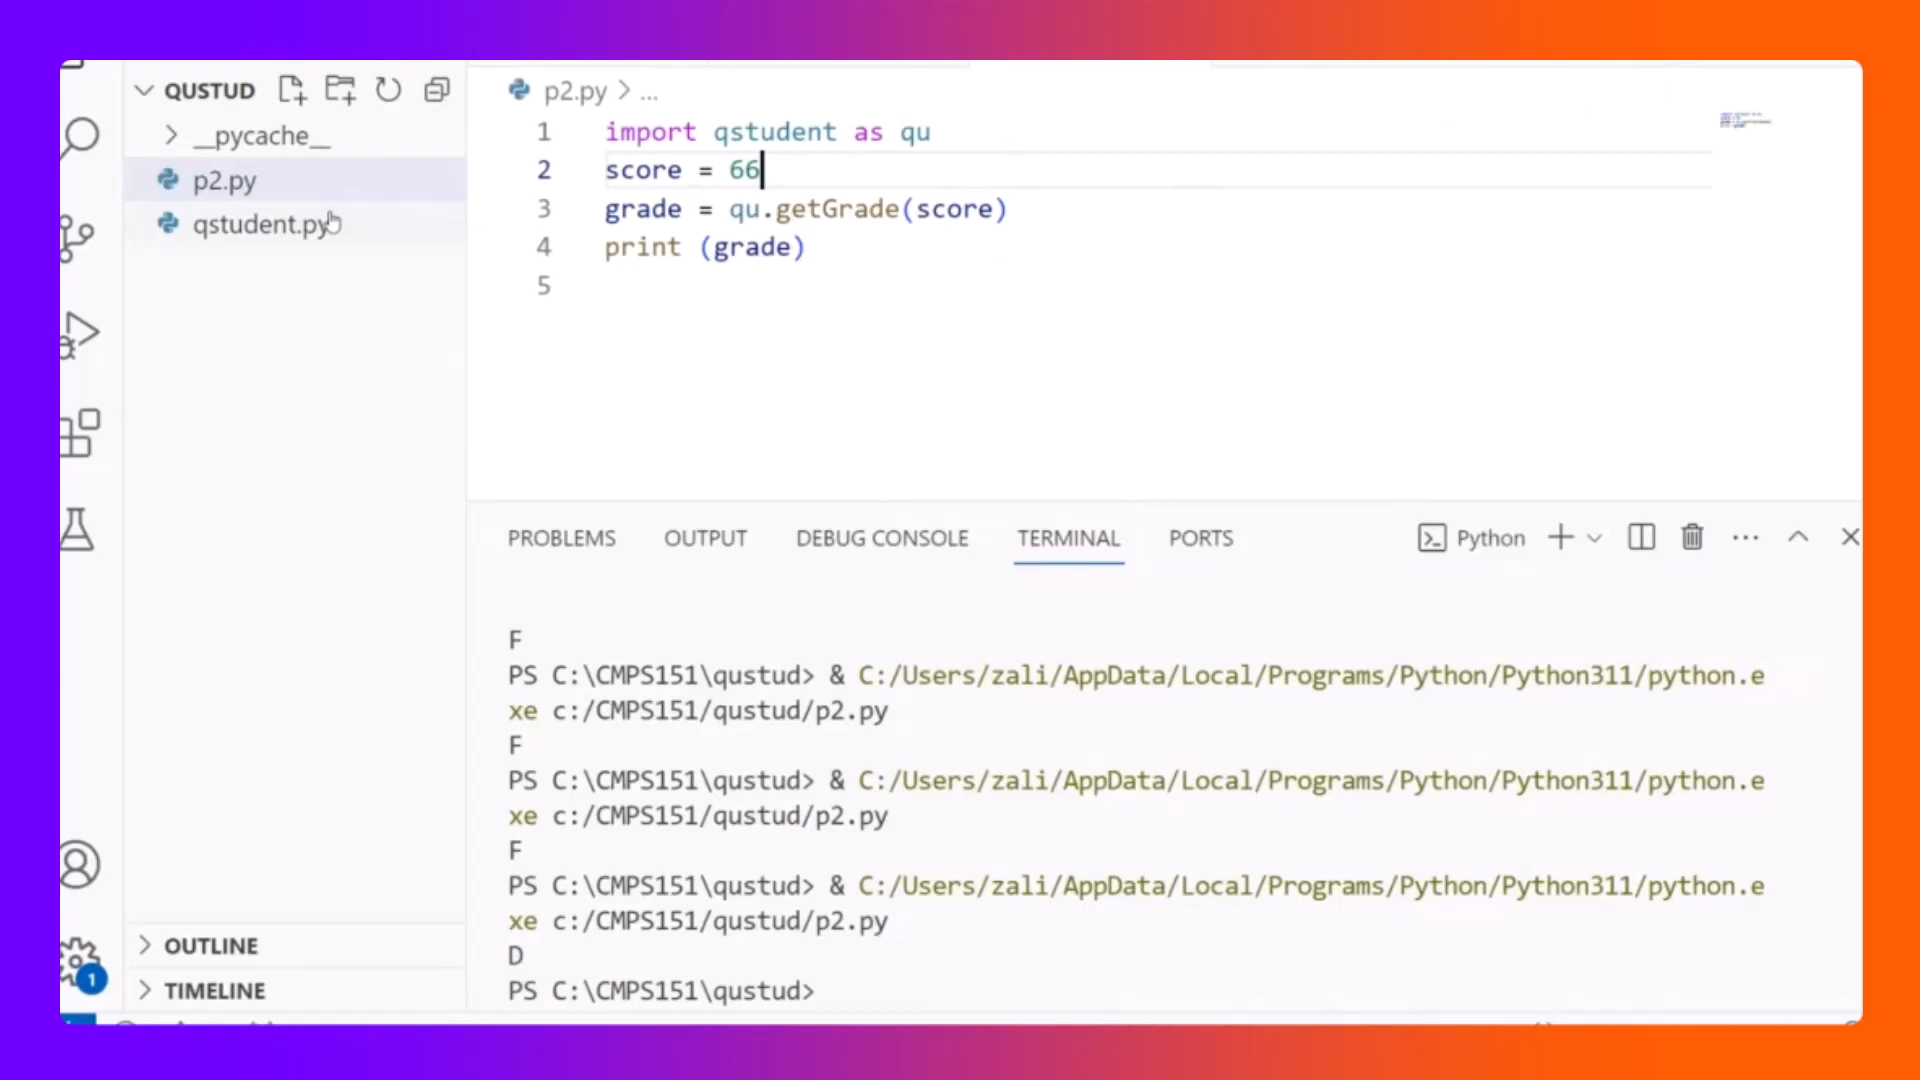 QUSTUD
__pycache__
p2.py
qstudent.py
OUTLINE
TIMELINE
1
p2.py > ...
1 import qstudent as qu
2 score = 66
3 grade = qu.getGrade(score)
4 print (grade)
5
PROBLEMS OUTPUT DEBUG CONSOLE TERMINAL PORTS Python
F
PS C:\CMPS151\qustud> & C:/Users/zali/AppData/Local/Programs/Python/Python311/python.e
xe c:/CMPS151/qustud/p2.py
F
PS C:\CMPS151\qustud> & C:/Users/zali/AppData/Local/Programs/Python/Python311/python.e
xe c:/CMPS151/qustud/p2.py
F
PS C:\CMPS151\qustud> & C:/Users/zali/AppData/Local/Programs/Python/Python311/python.e
xe c:/CMPS151/qustud/p2.py
D
PS C:\CMPS151\qustud>